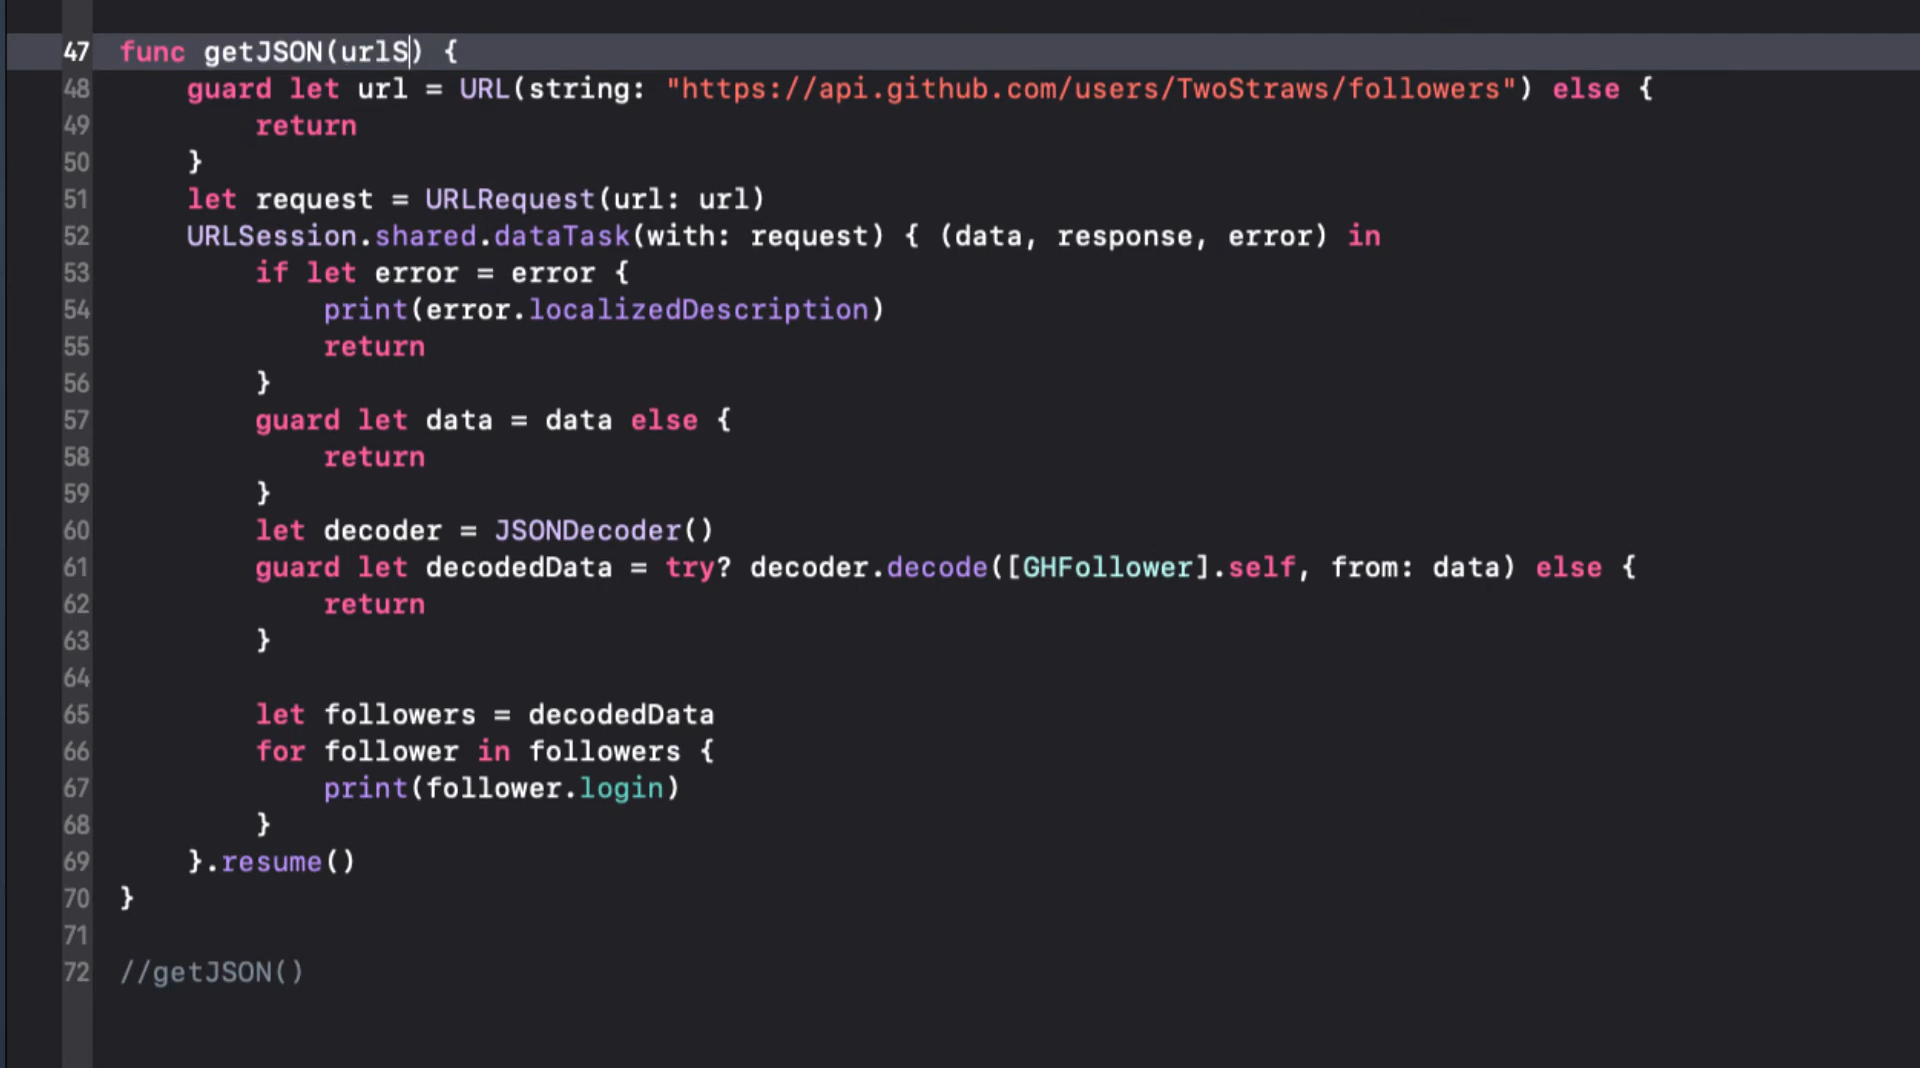 47 func getJSON(urlS) {
48     guard let url = URL(string: "https://api.github.com/users/TwoStraws/followers") else {
49         return
50     }
51     let request = URLRequest(url: url)
52     URLSession.shared.dataTask(with: request) { (data, response, error) in
53         if let error = error {
54             print(error.localizedDescription)
55             return
56         }
57         guard let data = data else {
58             return
59         }
60         let decoder = JSONDecoder()
61         guard let decodedData = try? decoder.decode([GHFollower].self, from: data) else {
62             return
63         }
64
65         let followers = decodedData
66         for follower in followers {
67             print(follower.login)
68         }
69     }.resume()
70 }
71
72 //getJSON()